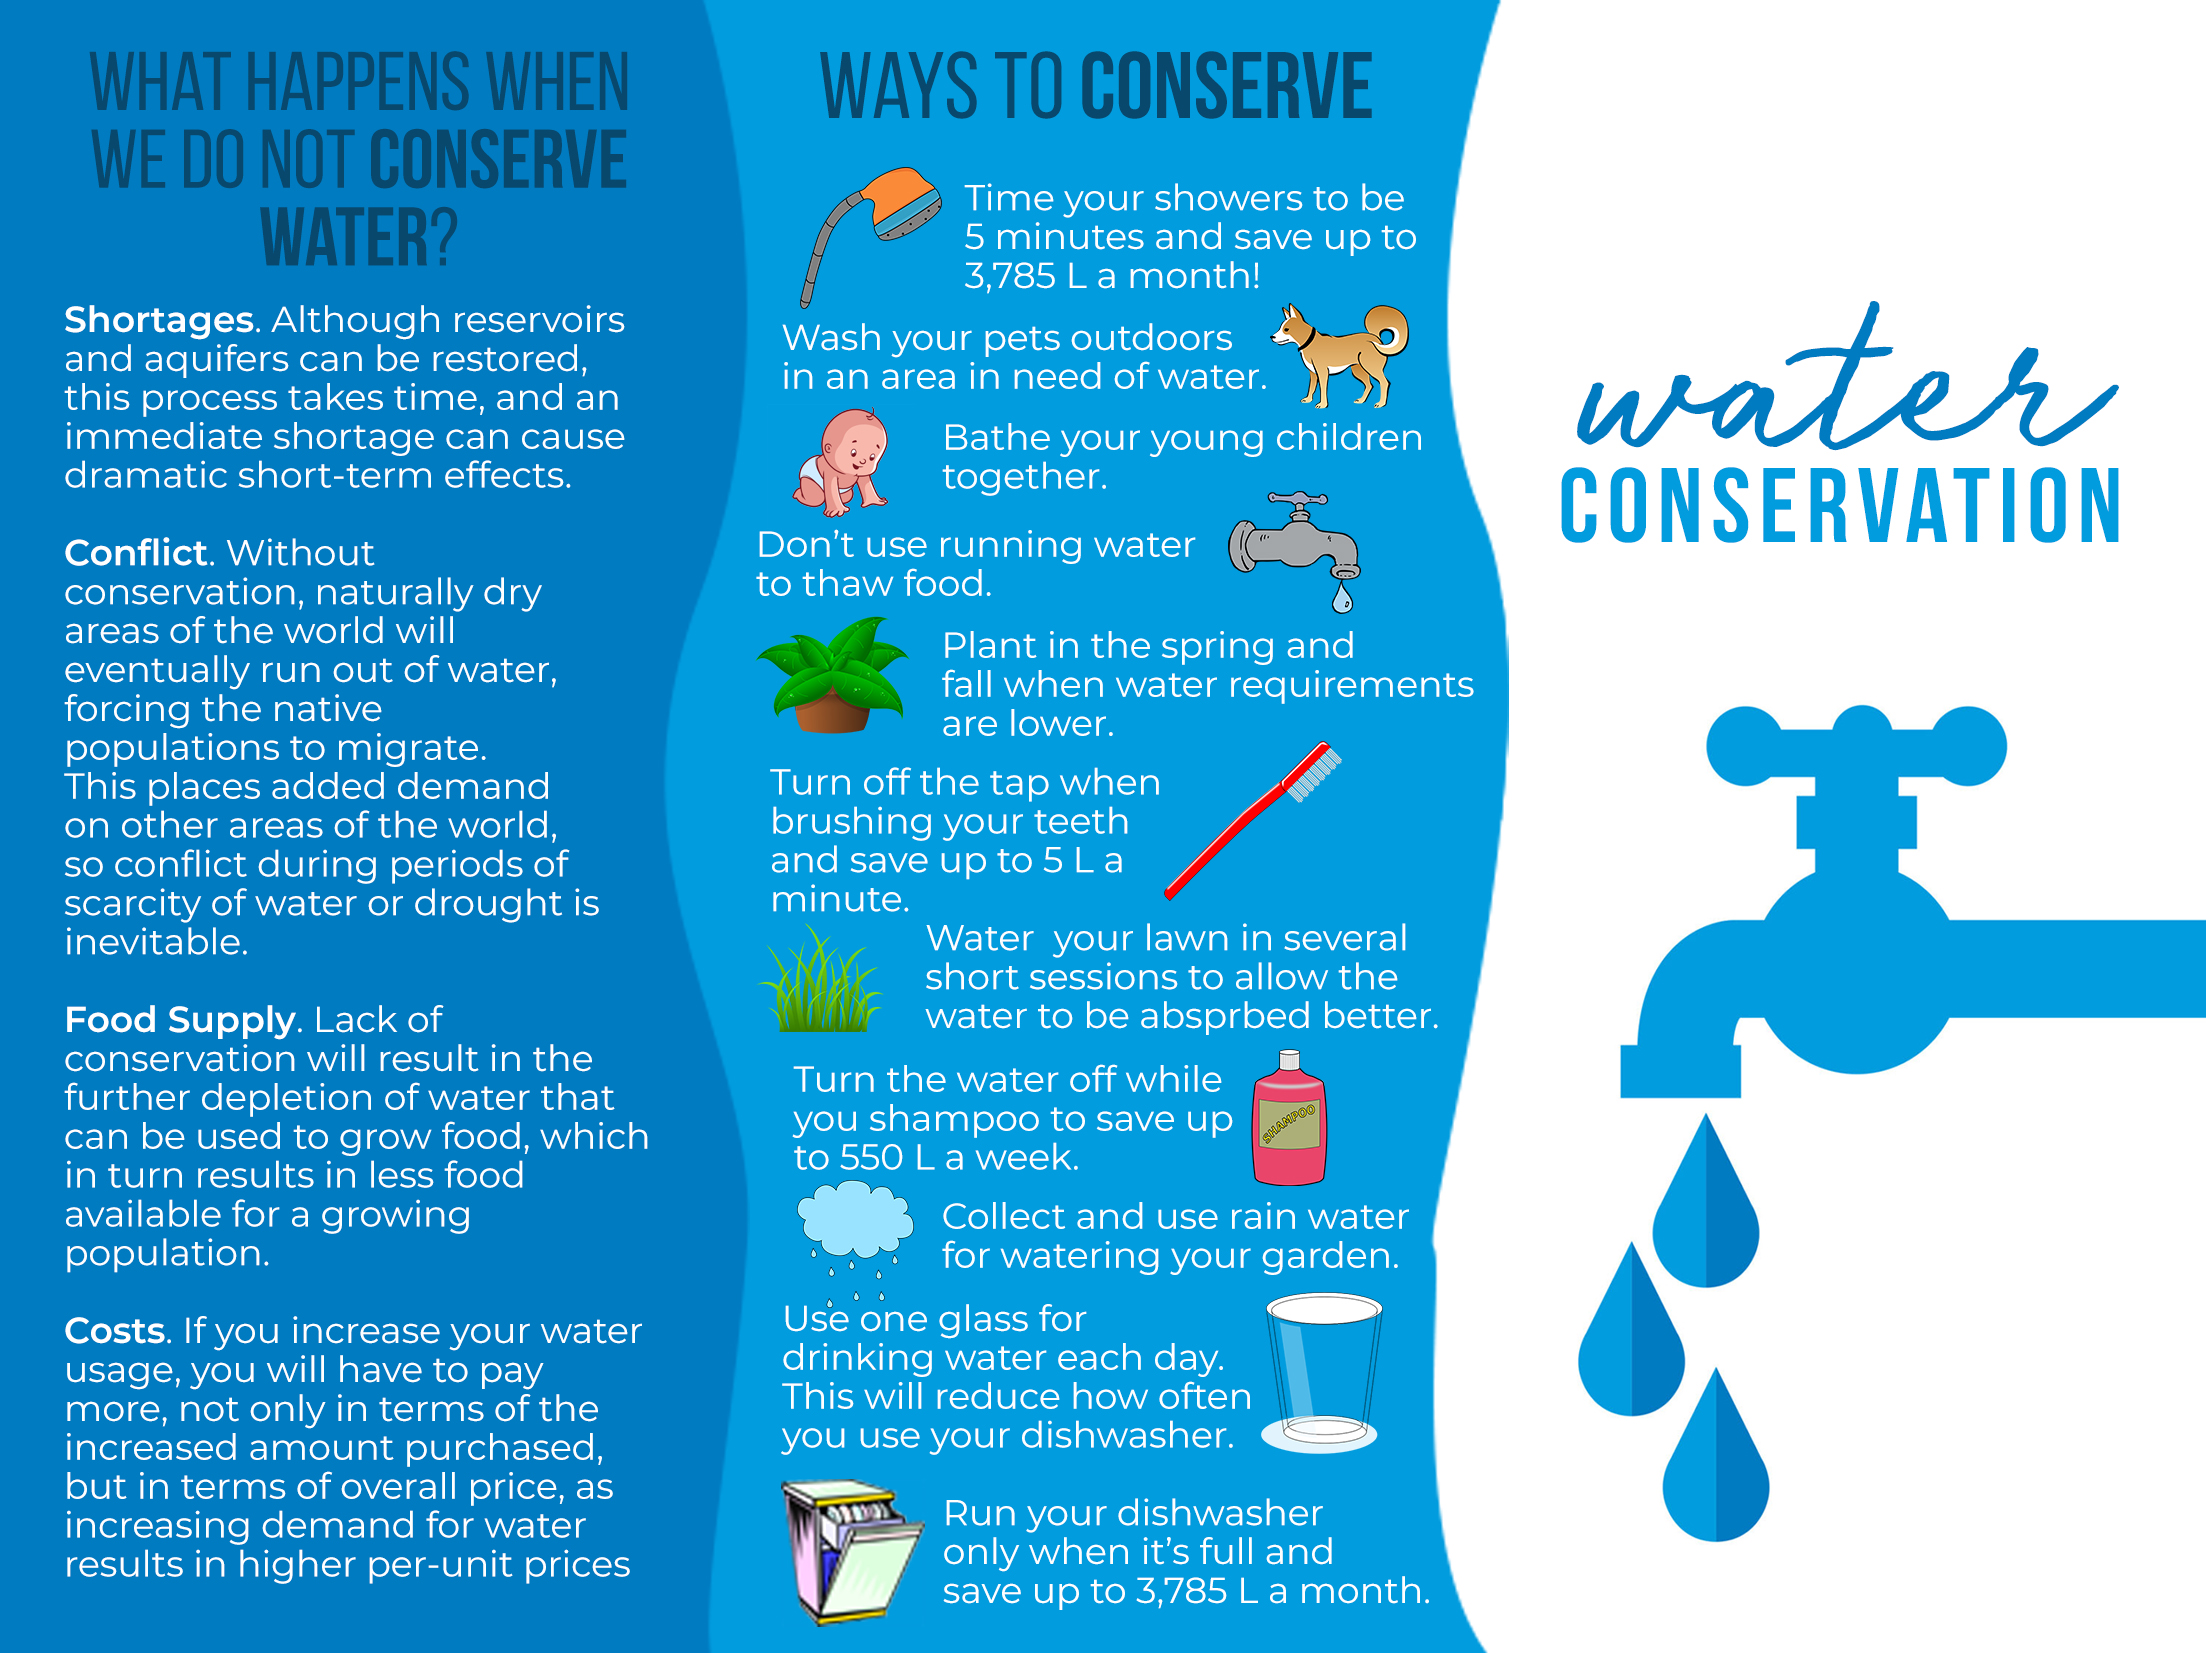 WHAT HAPPENS WHEN
WE DO NOT CONSERVE
WATER?
Shortages. Although reservoirs
and aquifers can be restored,
this process takes time, and an
immediate shortage can cause
dramatic short-term effects.
Conflict. Without
conservation, naturally dry
areas of the world will
eventually run out of water,
forcing the native
populations to migrate.
This places added demand
on other areas of the world,
so conflict during periods of
scarcity of water or drought is
inevitable.
Food Supply. Lack of
conservation will result in the
further depletion of water that
can be used to grow food, which
in turn results in less food
available for a growing
population.
Costs. If you increase your water
usage, you will have to pay
more, not only in terms of the
increased amount purchased,
but in terms of overall price, as
increasing demand for water
results in higher per-unit prices
WAYS TO CONSERVE
Time your showers to be
5 minutes and save up to
3,785 L a month!
Wash your pets outdoors
in an area in need of water.
Bathe your young children
together.
Don't use running water
to thaw food.
Plant in the spring and
fall when water requirements
are lower.
Turn off the tap when
brushing your teeth
and save up to 5 L a
minute.
Water your lawn in several
short sessions to allow the
water to be absprbed better.
Turn the water off while
you shampoo to save up
to 550 L a week.
SHAMPOO
Collect and use rain water
for watering your garden.
Use one glass for
drinking water each day.
This will reduce how often
you use your dishwasher.
Run your dishwasher
only when it's full and
save up to 3,785 L a month.
water
CONSERVATION